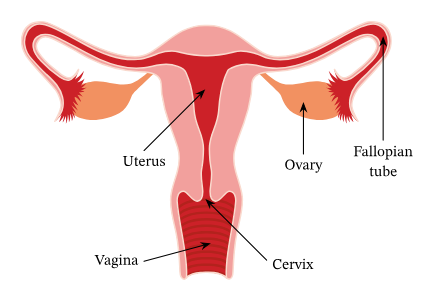 Uterus
Ovary
Fallopian
tube
Vagina
Cervix